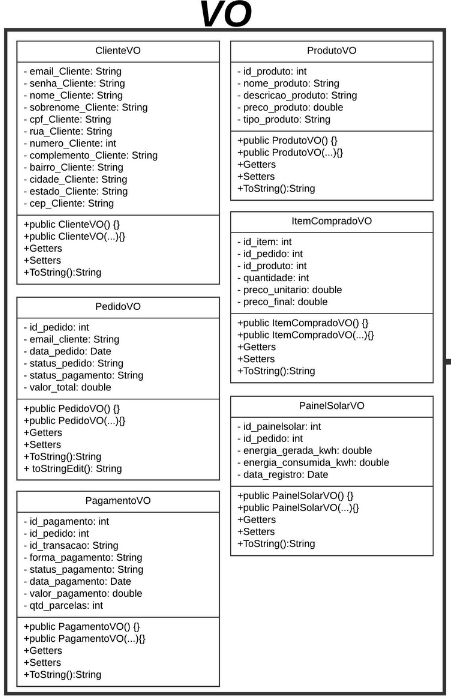 VO
ClienteVO
- email_Cliente: String
- senha_Cliente: String
- nome_Cliente: String
- sobrenome_Cliente: String
- cpf_Cliente: String
- rua_Cliente: String
- numero_Cliente: int
- complemento_Cliente: String
- bairro_Cliente: String
- cidade_Cliente: String
- estado_Cliente: String
- cep_Cliente: String
+public ClienteVO() {}
+public ClienteVO(...){}
+Getters
+Setters
+ToString():String
PedidoVO
- id_pedido: int
- email_cliente: String
- data_pedido: Date
- status_pedido: String
- status_pagamento: String
- valor_total: double
+public PedidoVO() {}
+public PedidoVO(...){}
+Getters
+Setters
+ToString():String
+ toStringEdit(): String
PagamentoVO
- id_pagamento: int
- id_pedido: int
- id_transacao: String
- forma_pagamento: String
- status_pagamento: String
- data_pagamento: Date
- valor_pagamento: double
- qtd_parcelas: int
+public PagamentoVO() {}
+public PagamentoVO(...){}
+Getters
+Setters
+ToString():String
ProdutoVO
- id_produto: int
- nome_produto: String
- descricao_produto: String
- preco_produto: double
- tipo_produto: String
+public ProdutoVO() {}
+public ProdutoVO(...){}
+Getters
+Setters
+ToString():String
ItemCompradoVO
- id_item: int
- id_pedido: int
- id_produto: int
- quantidade: int
- preco_unitario: double
- preco_final: double
+public ItemCompradoVO() {}
+public ItemCompradoVO(...){}
+Getters
+Setters
+ToString():String
PainelSolarVO
- id_painelsolar: int
- id_pedido: int
- energia_gerada_kwh: double
- energia_consumida_kwh: double
- data_registro: Date
+public PainelSolarVO() {}
+public PainelSolarVO(...){}
+Getters
+Setters
+ToString():String